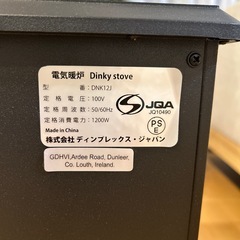 電気暖炉 Dinky stove
型番：DNK12J
定格電圧：100V
定格周波数：50/60Hz
定格消費電力：1200W
Made in China
株式会社ディンプレックス・ジャパン
JQA
JQ10490
PS
E
GDHVI,Ardee Road, Dunleer,
Co. Louth, Ireland.